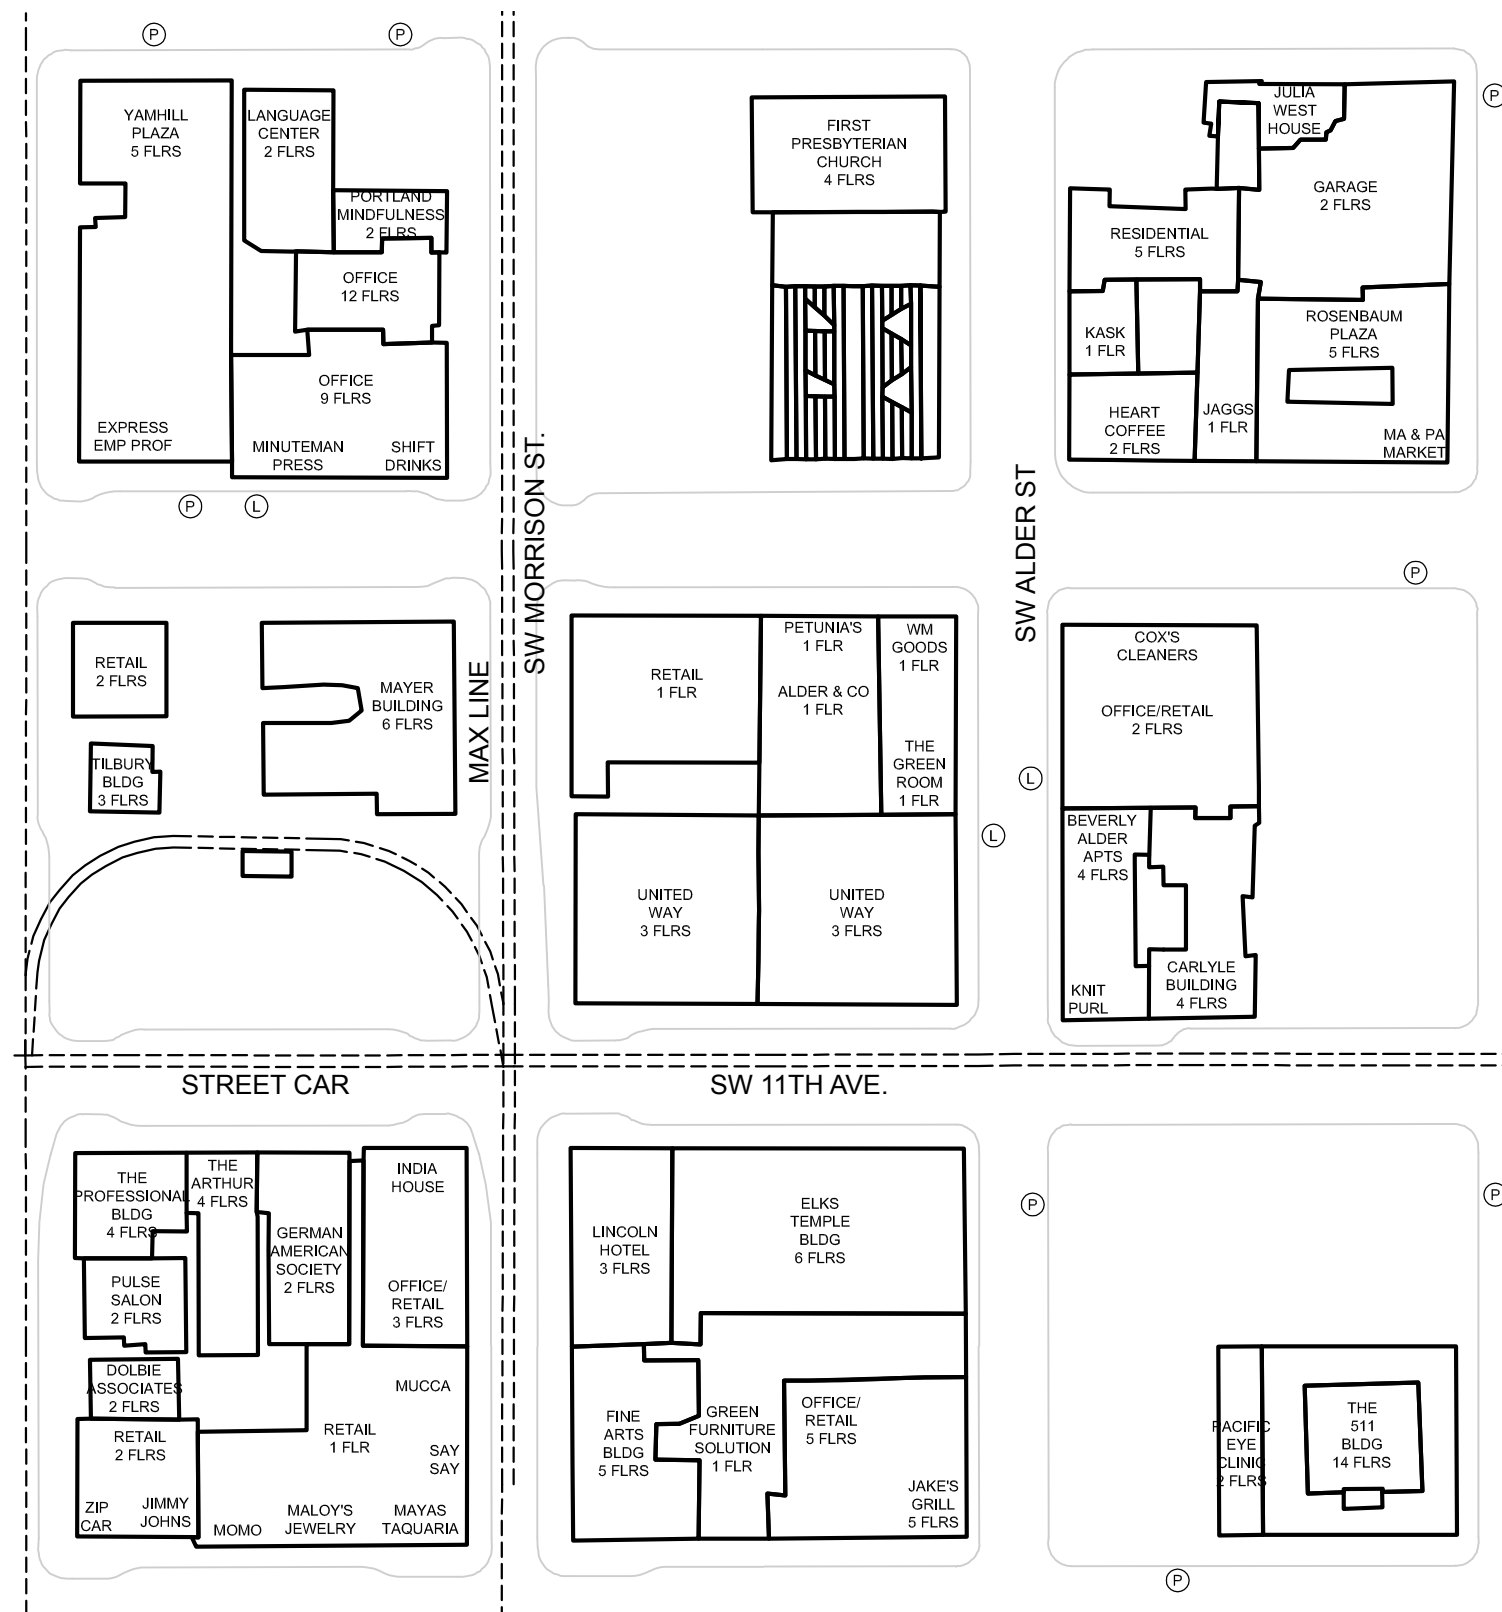 P
P
YAMHILL
PLAZA
5 FLRS
LANGUAGE
CENTER
2 FLRS
PORTLAND
MINDFULNESS
2 FLRS
OFFICE
12 FLRS
OFFICE
9 FLRS
EXPRESS
EMP PROF
MINUTEMAN
PRESS
SHIFT
DRINKS
P
L
FIRST
PRESBYTERIAN
CHURCH
4 FLRS
SW MORRISON ST.
JULIA
WEST
HOUSE
P
GARAGE
2 FLRS
RESIDENTIAL
5 FLRS
KASK
1 FLR
ROSENBAUM
PLAZA
5 FLRS
HEART
COFFEE
2 FLRS
JAGGS
1 FLR
MA & PA
MARKET
SW ALDER ST
P
RETAIL
2 FLRS
TILBURY
BLDG
3 FLRS
MAYER
BUILDING
6 FLRS
MAX LINE
RETAIL
1 FLR
PETUNIA'S
1 FLR
ALDER & CO
1 FLR
WM
GOODS
1 FLR
THE
GREEN
ROOM
1 FLR
UNITED
WAY
3 FLRS
UNITED
WAY
3 FLRS
L
L
COX'S
CLEANERS
OFFICE/RETAIL
2 FLRS
BEVERLY
ALDER
APTS
4 FLRS
KNIT
PURL
CARLYLE
BUILDING
4 FLRS
STREET CAR
SW 11TH AVE.
THE
PROFESSIONAL
BLDG
4 FLRS
THE
ARTHUR
4 FLRS
GERMAN
AMERICAN
SOCIETY
2 FLRS
INDIA
HOUSE
OFFICE/
RETAIL
3 FLRS
PULSE
SALON
2 FLRS
DOLBIE
ASSOCIATES
2 FLRS
RETAIL
2 FLRS
ZIP
CAR
JIMMY
JOHNS
MOMO
RETAIL
1 FLR
MALOY'S
JEWELRY
MUCCA
SAY
SAY
MAYAS
TAQUARIA
LINCOLN
HOTEL
3 FLRS
ELKS
TEMPLE
BLDG
6 FLRS
FINE
ARTS
BLDG
5 FLRS
GREEN
FURNITURE
SOLUTION
1 FLR
OFFICE/
RETAIL
5 FLRS
JAKE'S
GRILL
5 FLRS
P
P
PACIFIC
EYE
CLINIC
2 FLRS
THE
511
BLDG
14 FLRS
P